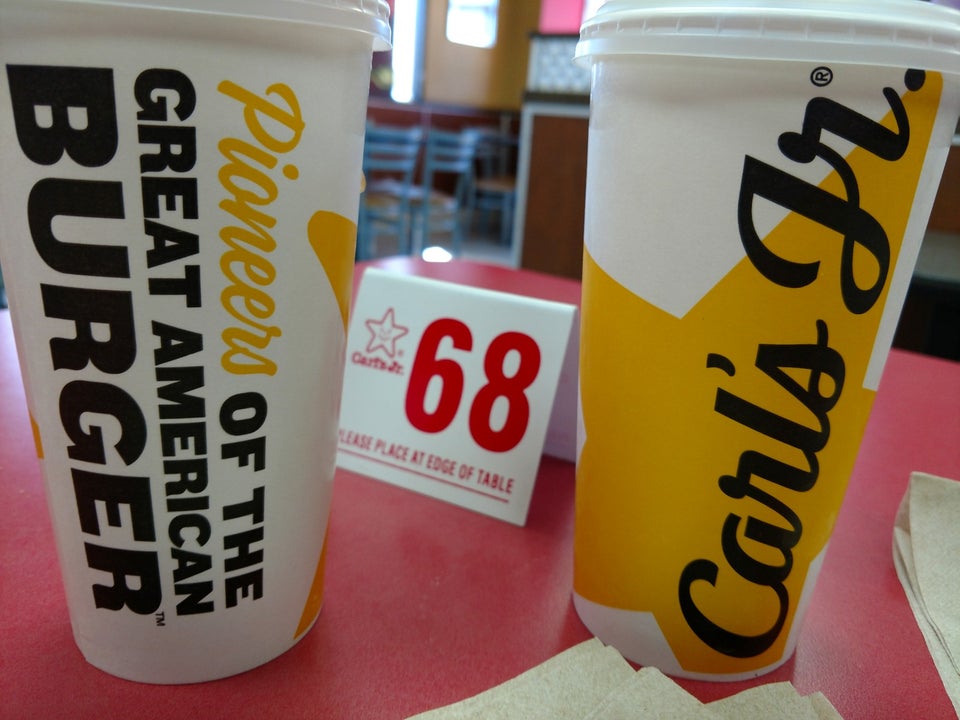 Pioneers OF THE
GREAT AMERICAN
BURGER™
Carl's Jr.®
68
PLEASE PLACE AT EDGE OF TABLE
Carl's Jr.®